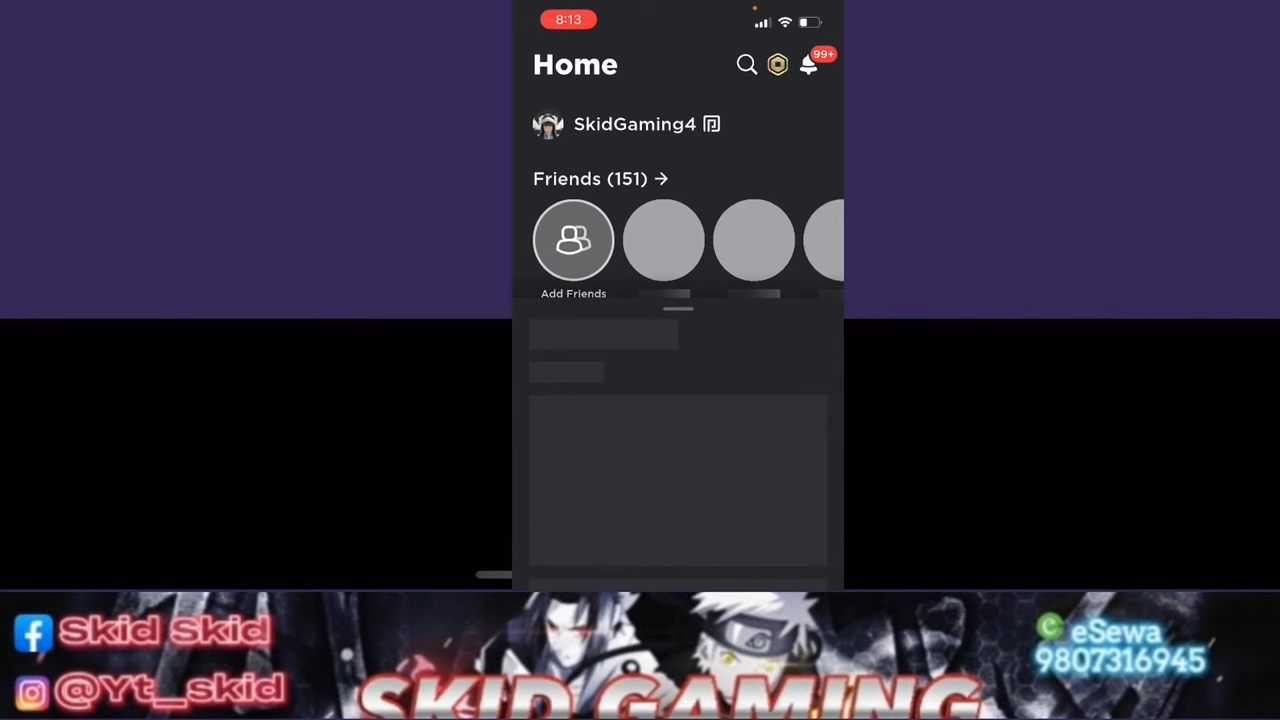 8:13
Home
99+
SkidGaming4
Friends (151) →
Add Friends
Skid Skid
@Yt_skid
SKID GAMING
eSewa
9807316945